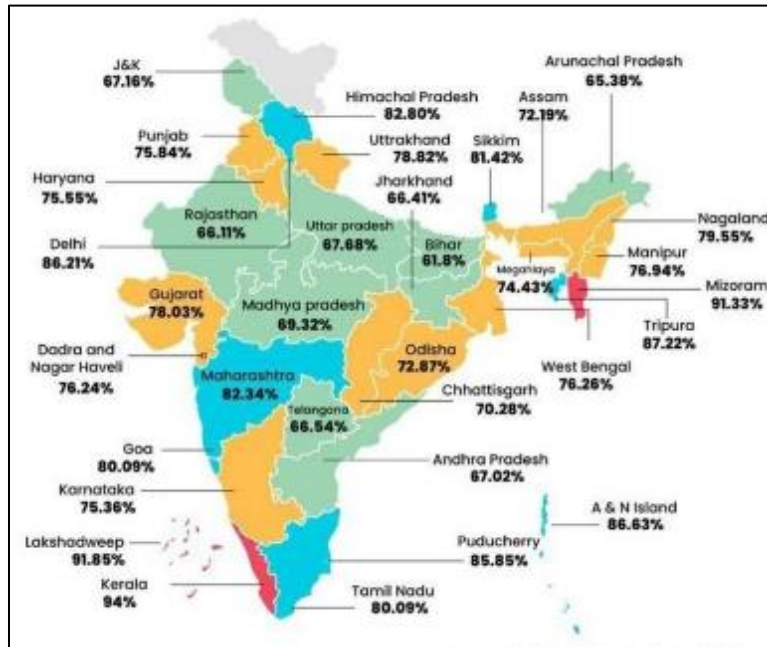 J&K
67.16%
Himachal Pradesh
82.80%
Arunachal Pradesh
65.38%
Assam
72.19%
Punjab
75.84%
Uttrakhand
78.82%
Sikkim
81.42%
Haryana
75.55%
Jharkhand
66.41%
Rajasthan
66.11%
Uttar pradesh
67.68%
Bihar
61.8%
Nagaland
79.55%
Delhi
86.21%
Megahlaya
74.43%
Manipur
76.94%
Mizoram
91.33%
Gujarat
78.03%
Madhya pradesh
69.32%
Tripura
87.22%
Dadra and
Nagar Haveli
76.24%
Maharashtra
82.34%
Odisha
72.87%
West Bengal
76.26%
Chhattisgarh
70.28%
Telangana
66.54%
Goa
80.09%
Andhra Pradesh
67.02%
Karnataka
75.36%
A & N Island
86.63%
Lakshadweep
91.85%
Puducherry
85.85%
Kerala
94%
Tamil Nadu
80.09%